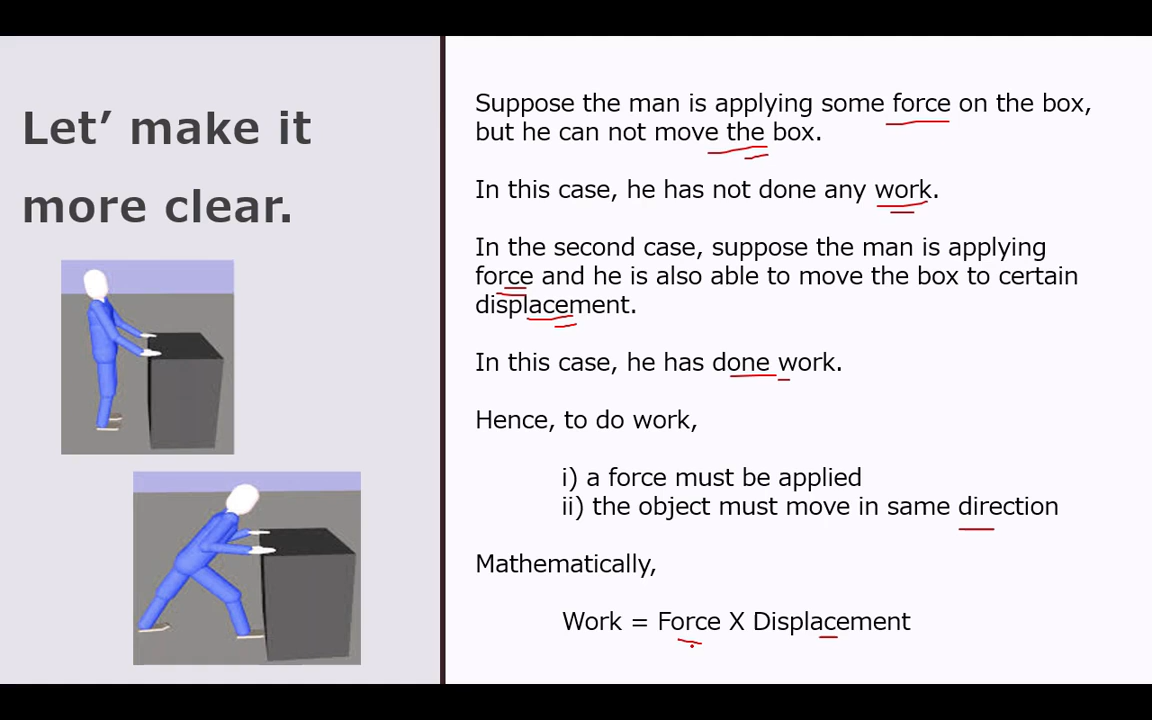 Let’ make it
more clear.
Suppose the man is applying some force on the box,
but he can not move the box.
In this case, he has not done any work.
In the second case, suppose the man is applying
force and he is also able to move the box to certain
displacement.
In this case, he has done work.
Hence, to do work,
i) a force must be applied
ii) the object must move in same direction
Mathematically,
Work = Force X Displacement